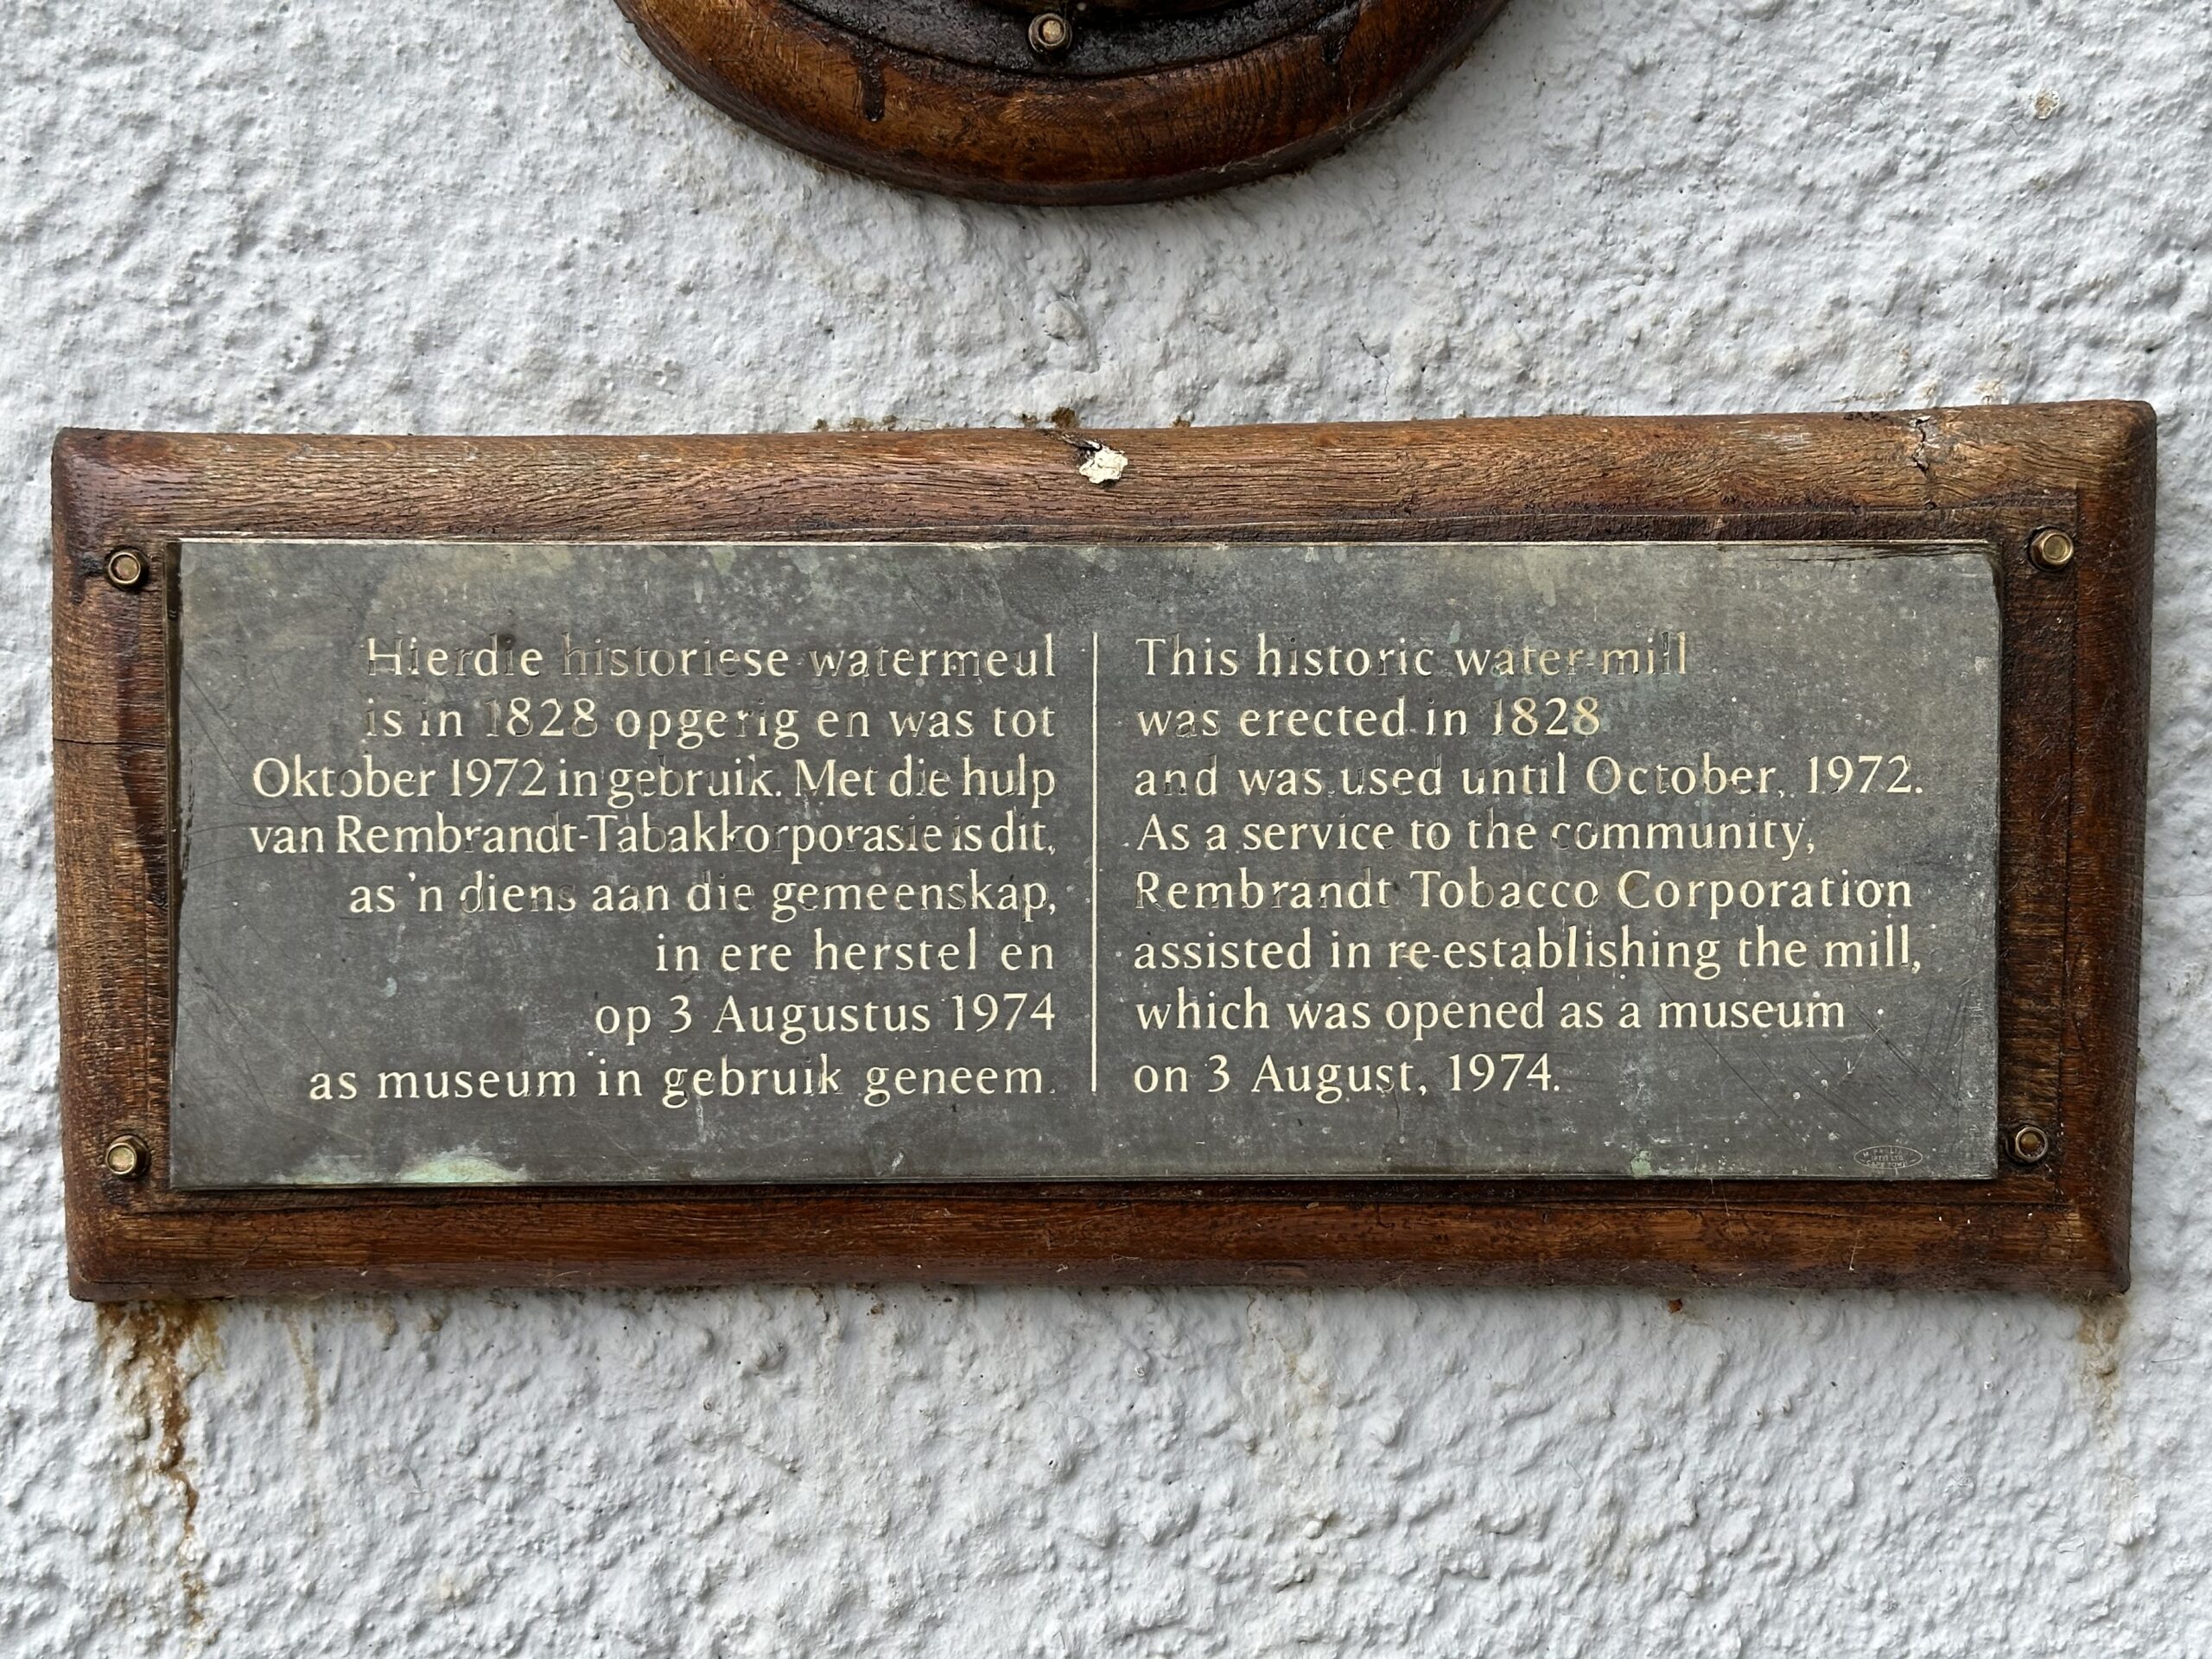 Hierdie historiese watermeul
is in 1828 opgerig en was tot
Oktober 1972 in gebruik. Met die hulp
van Rembrandt-Tabakkorporasie is dit,
as 'n diens aan die gemeenskap,
in ere herstel en
op 3 Augustus 1974
as museum in gebruik geneem.
This historic water-mill
was erected in 1828
and was used until October, 1972.
As a service to the community,
Rembrandt Tobacco Corporation
assisted in re-establishing the mill,
which was opened as a museum
on 3 August, 1974.
CAPE TOWN